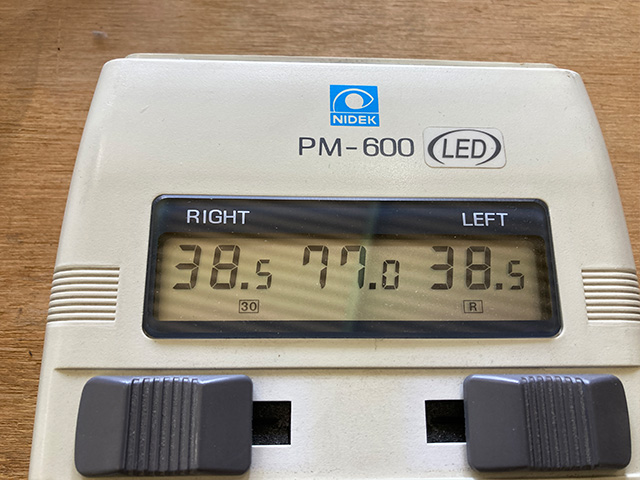 NIDEK
PM-600 LED
RIGHT LEFT
38.5 77.0 38.5
30 R